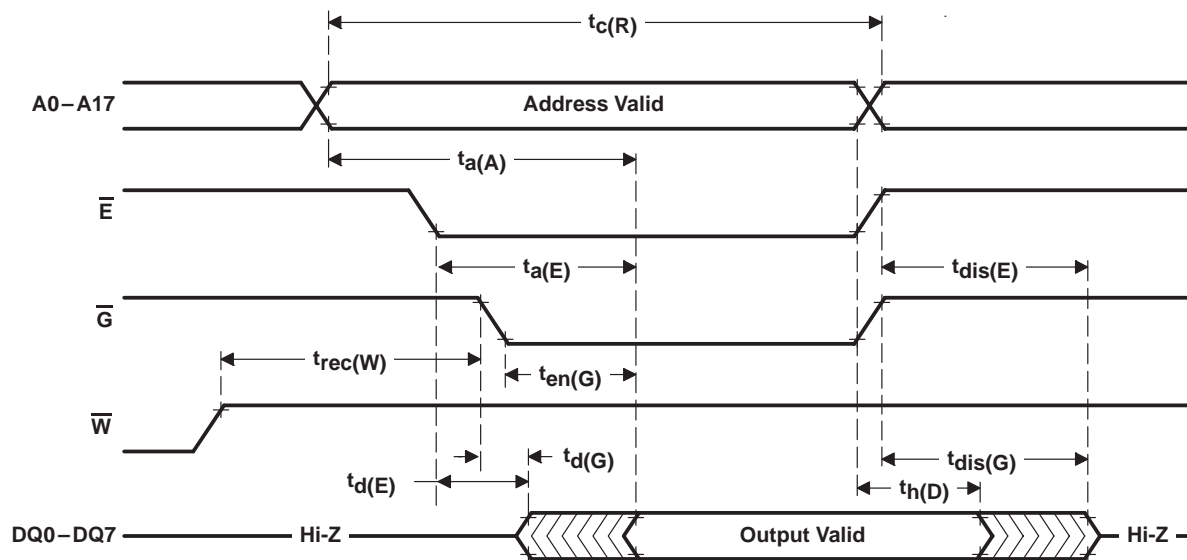 tc(R)
A0–A17
Address Valid
ta(A)
E
ta(E)
tdis(E)
G
trec(W)
ten(G)
W
td(G)
tdis(G)
td(E)
th(D)
DQ0–DQ7
Hi-Z
Output Valid
Hi-Z